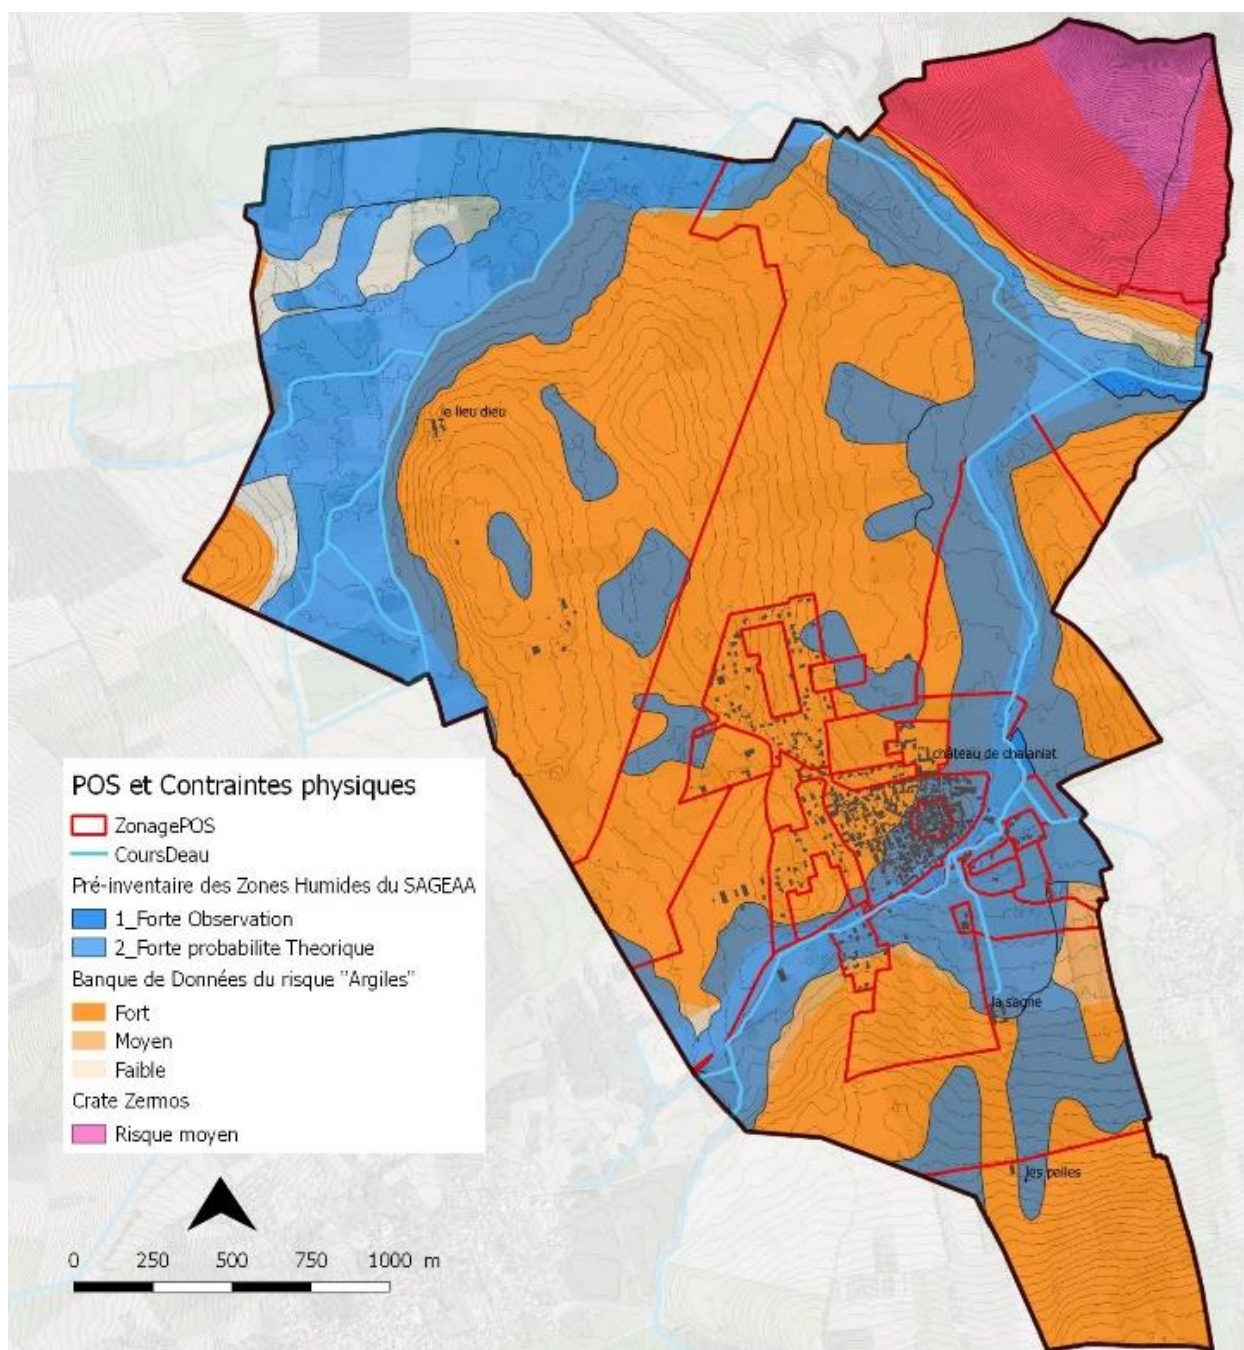 le lieu dieu
château de chalaniat
la sagne
les palles
POS et Contraintes physiques
ZonagePOS
CoursDeau
Pré-inventaire des Zones Humides du SAGEAA
1_Forte Observation
2_Forte probabilite Theorique
Banque de Données du risque "Argiles"
Fort
Moyen
Faible
Crate Zermos
Risque moyen
0 250 500 750 1000 m